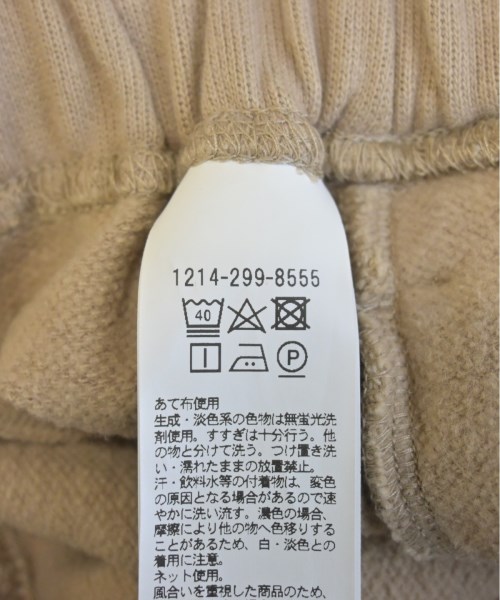 1214-299-8555
40
P
あて布使用
生成・淡色系の色物は無蛍光洗
剤使用。すすぎは十分行う。他
の物と分けて洗う。つけ置き洗
い・濡れたままの放置禁止。
汗・飲料水等の付着物は、変色
の原因となる場合があるので速
やかに洗い流す。濃色の場合、
摩擦により他の物へ色移りする
ことがあるため、白・淡色との
着用に注意。
ネット使用。
風合いを重視した商品のため、